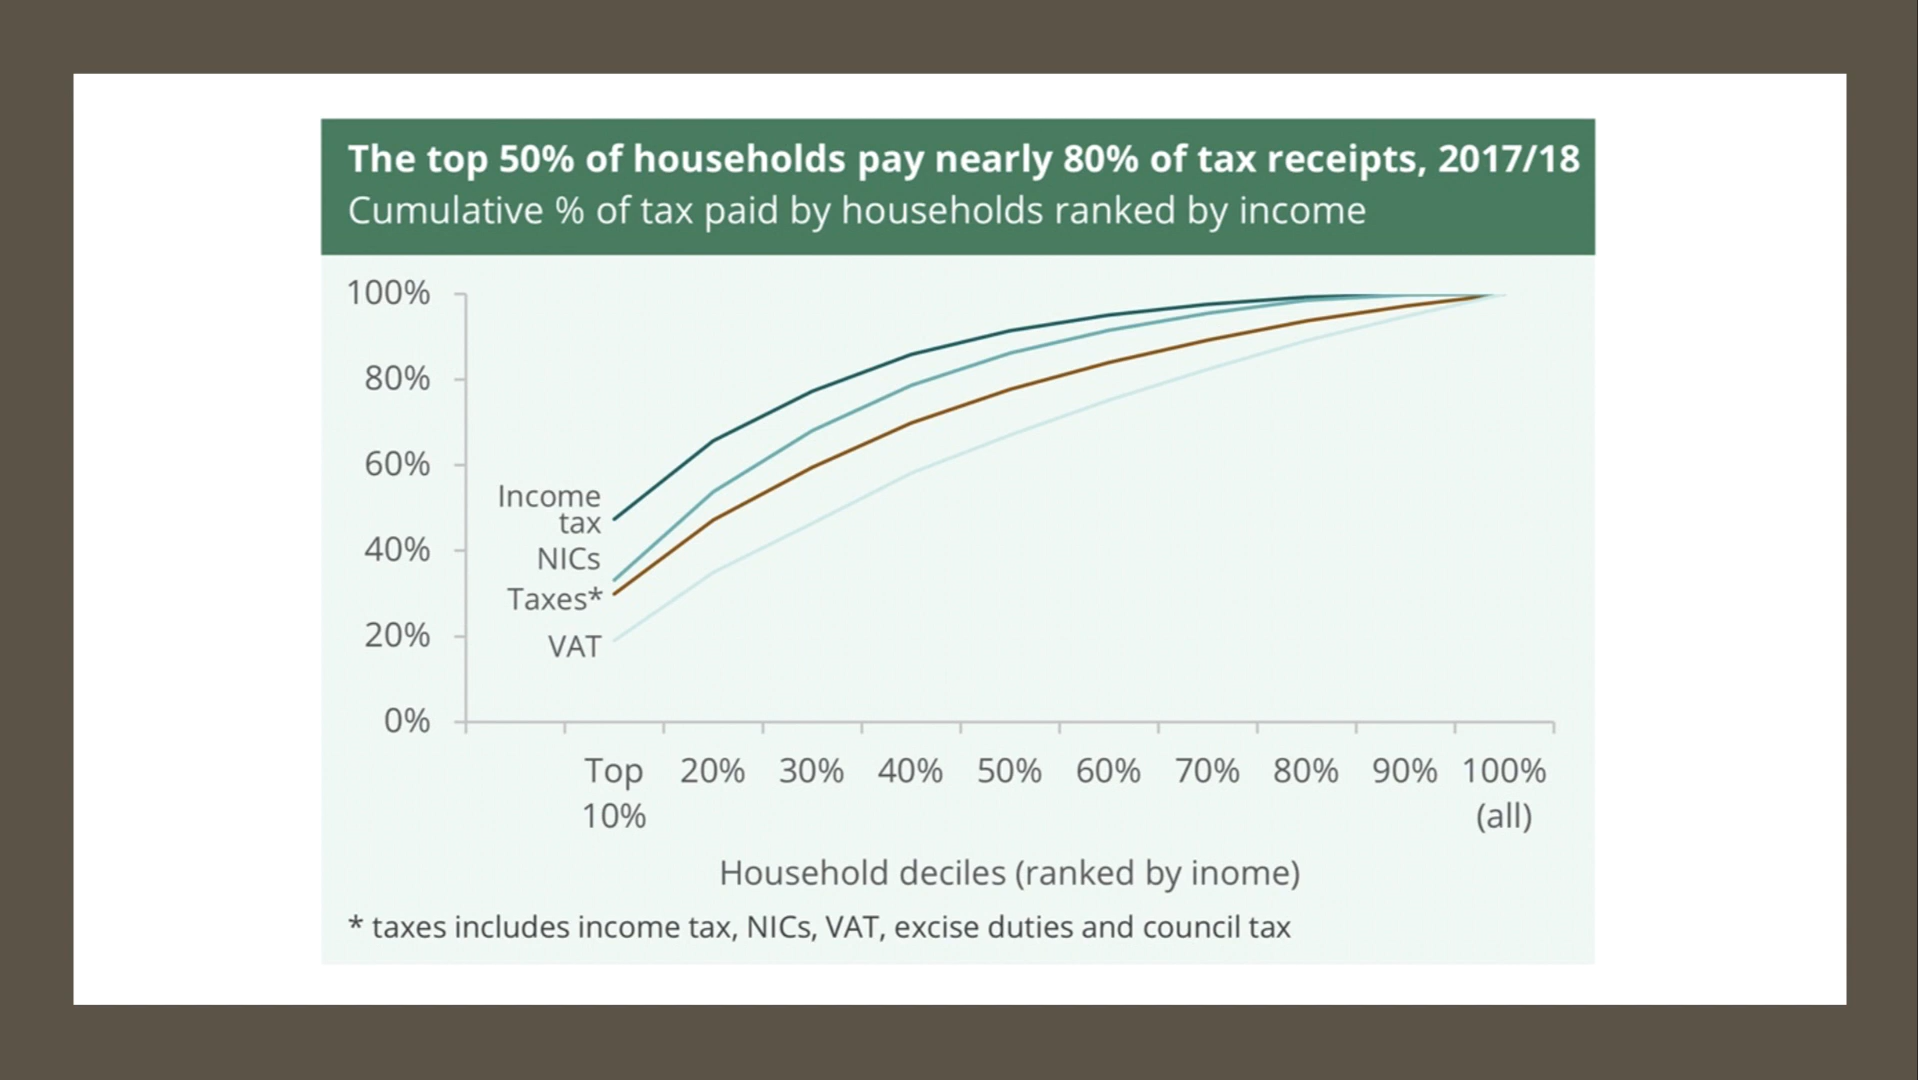 The top 50% of households pay nearly 80% of tax receipts, 2017/18
Cumulative % of tax paid by households ranked by income
100%
80%
60%
40%
20%
0%
Income
tax
NICs
Taxes*
VAT
Top 20% 30% 40% 50% 60% 70% 80% 90% 100%
10% (all)
Household deciles (ranked by inome)
* taxes includes income tax, NICs, VAT, excise duties and council tax